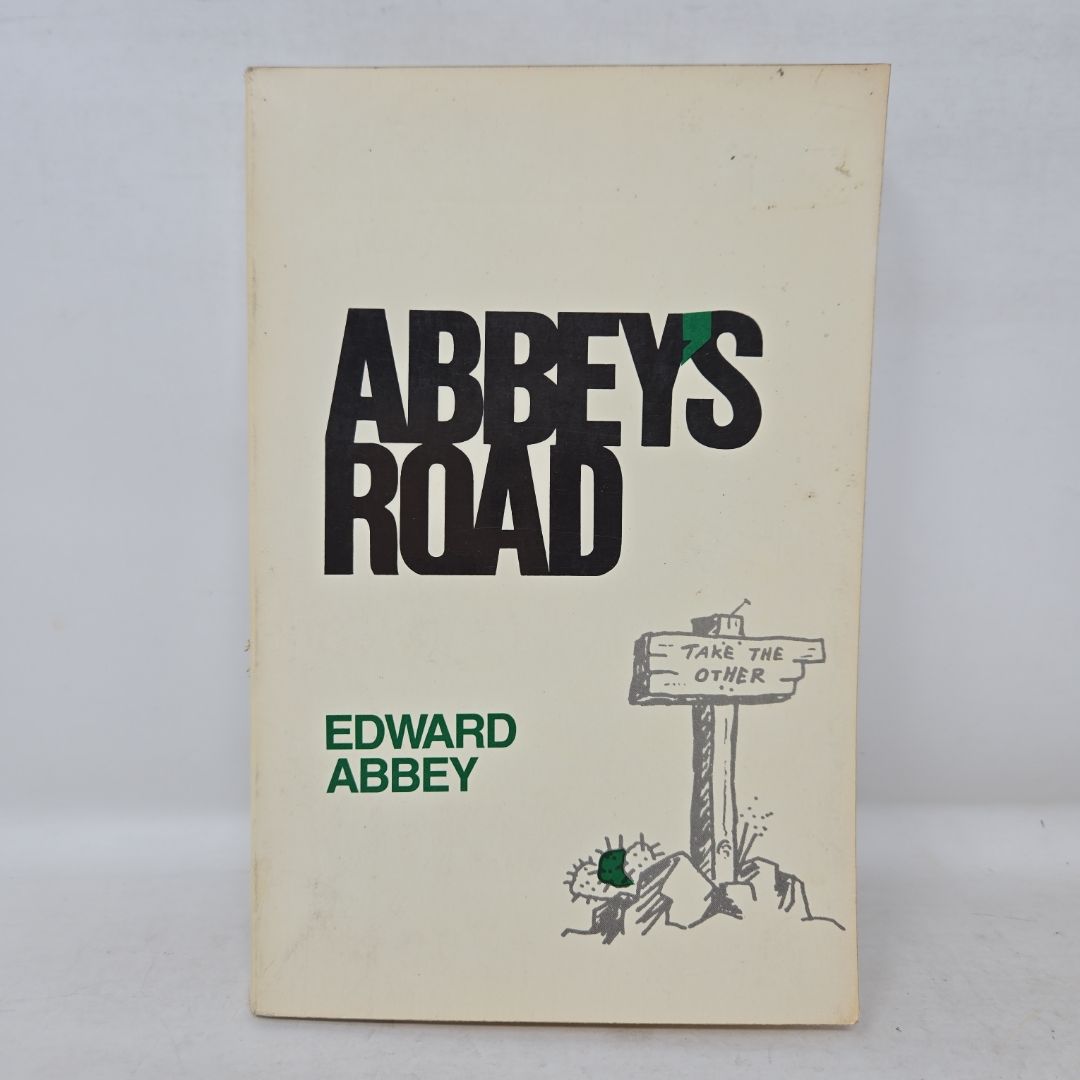 ABBEY'S
ROAD
TAKE THE
OTHER
EDWARD
ABBEY